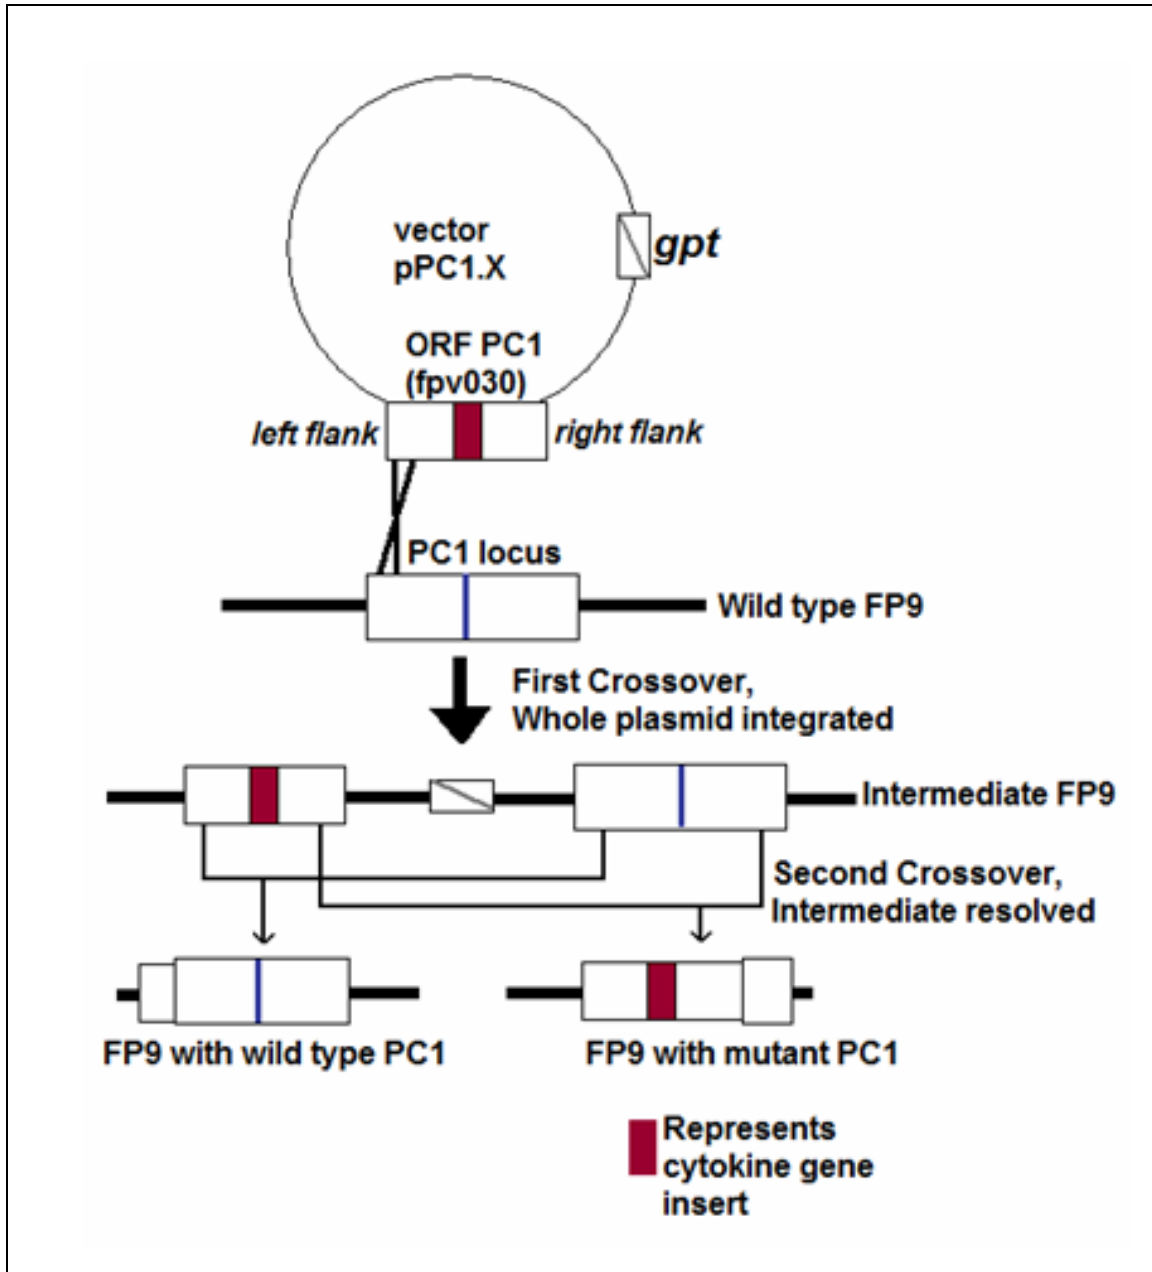 vector
pPC1.X
gpt
ORF PC1
(fpv030)
left flank
right flank
PC1 locus
Wild type FP9
First Crossover,
Whole plasmid integrated
Intermediate FP9
Second Crossover,
Intermediate resolved
FP9 with wild type PC1
FP9 with mutant PC1
Represents
cytokine gene
insert